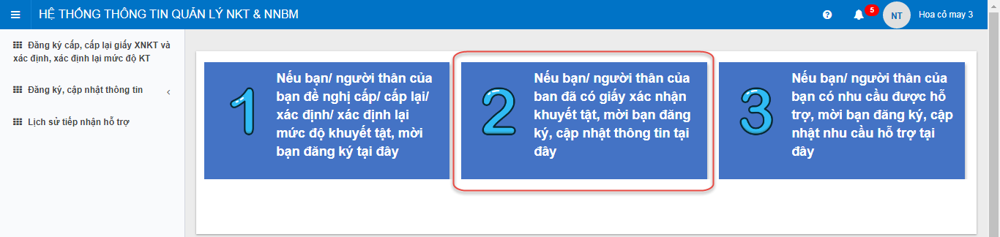 HỆ THỐNG THÔNG TIN QUẢN LÝ NKT & NNBM
5
NT
Hoa cỏ may 3
Đăng ký cấp, cấp lại giấy XNKT và
xác định, xác định lại mức độ KT
Đăng ký, cập nhật thông tin
Lịch sử tiếp nhận hỗ trợ
1
Nếu bạn/ người thân của
bạn đề nghị cấp/ cấp lại/
xác định/ xác định lại
mức độ khuyết tật, mời
bạn đăng ký tại đây
2
Nếu bạn/ người thân của
ban đã có giấy xác nhận
khuyết tật, mời bạn đăng
ký, cập nhật thông tin tại
đây
3
Nếu bạn/ người thân của
bạn có nhu cầu được hỗ
trợ, mời bạn đăng ký, cập
nhật nhu cầu hỗ trợ tại
đây